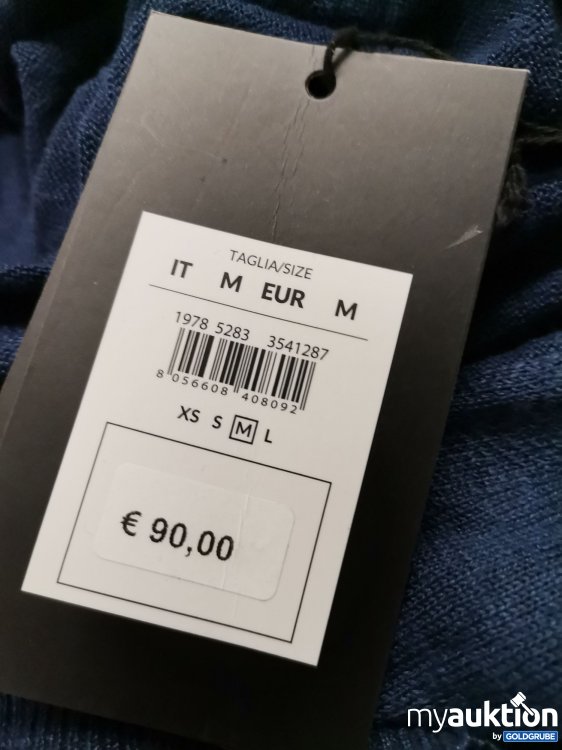 TAGLIA/SIZE
IT M EUR M
1978 5283 3541287
8 056608 408092
XS S M L
€ 90,00
myauktion
by GOLDGRUBE